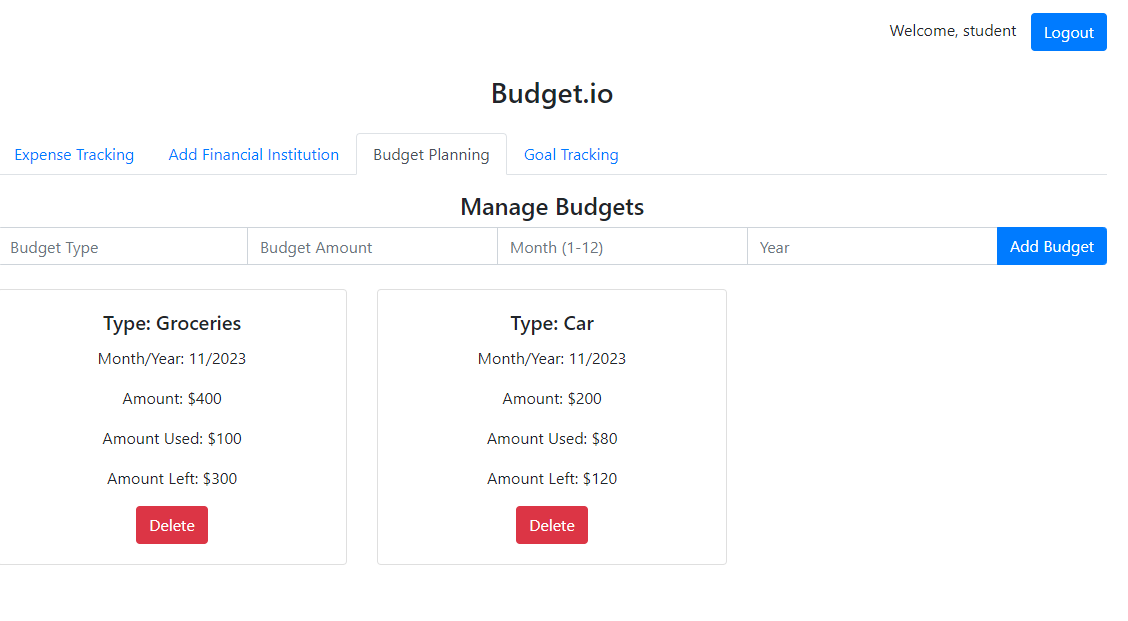 Welcome, student Logout
Budget.io
Expense Tracking Add Financial Institution Budget Planning Goal Tracking
Manage Budgets
Budget Type Budget Amount Month (1-12) Year Add Budget
Type: Groceries
Month/Year: 11/2023
Amount: $400
Amount Used: $100
Amount Left: $300
Delete
Type: Car
Month/Year: 11/2023
Amount: $200
Amount Used: $80
Amount Left: $120
Delete